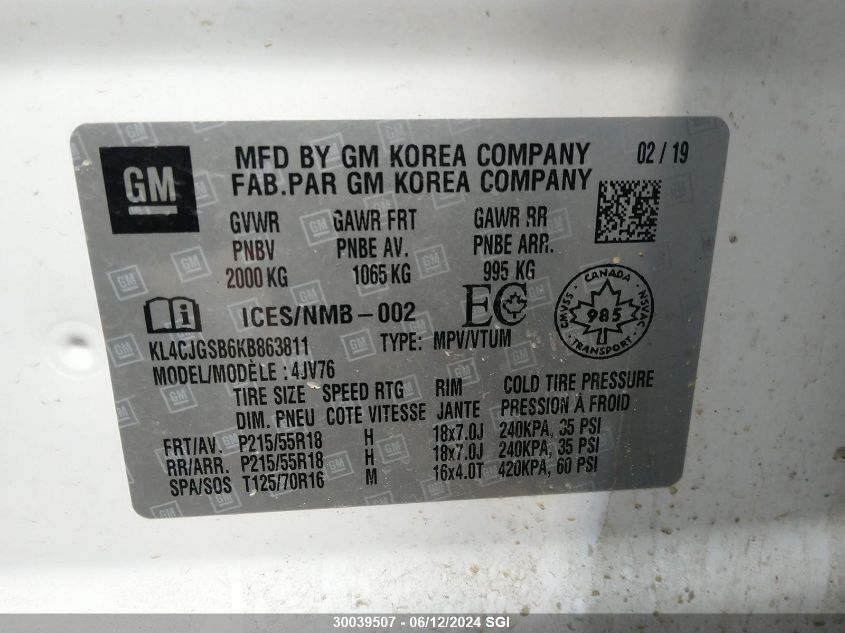 GM
MFD BY GM KOREA COMPANY 02 / 19
FAB.PAR GM KOREA COMPANY
GVWR GAWR FRT GAWR RR
PNBV PNBE AV. PNBE ARR.
2000 KG 1065 KG 995 KG
ICES/NMB-002 EC
CANADA
CMVSS 985 NSVAC
TRANSPORT
KL4CJGSB6KB863811 TYPE: MPV/VTUM
MODEL/MODÈLE : 4JV76
TIRE SIZE SPEED RTG RIM COLD TIRE PRESSURE
DIM. PNEU COTE VITESSE JANTE PRESSION À FROID
FRT/AV. P215/55R18 H 18x7.0J 240KPA, 35 PSI
RR/ARR. P215/55R18 H 18x7.0J 240KPA, 35 PSI
SPA/SOS T125/70R16 M 16x4.0T 420KPA, 60 PSI
30039507 - 06/12/2024 SGI